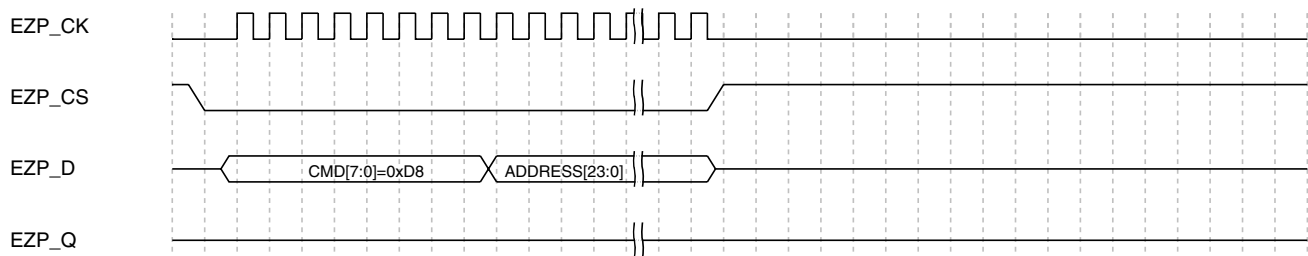 EZP_CK
EZP_CS
EZP_D CMD[7:0]=0xD8 ADDRESS[23:0]
EZP_Q